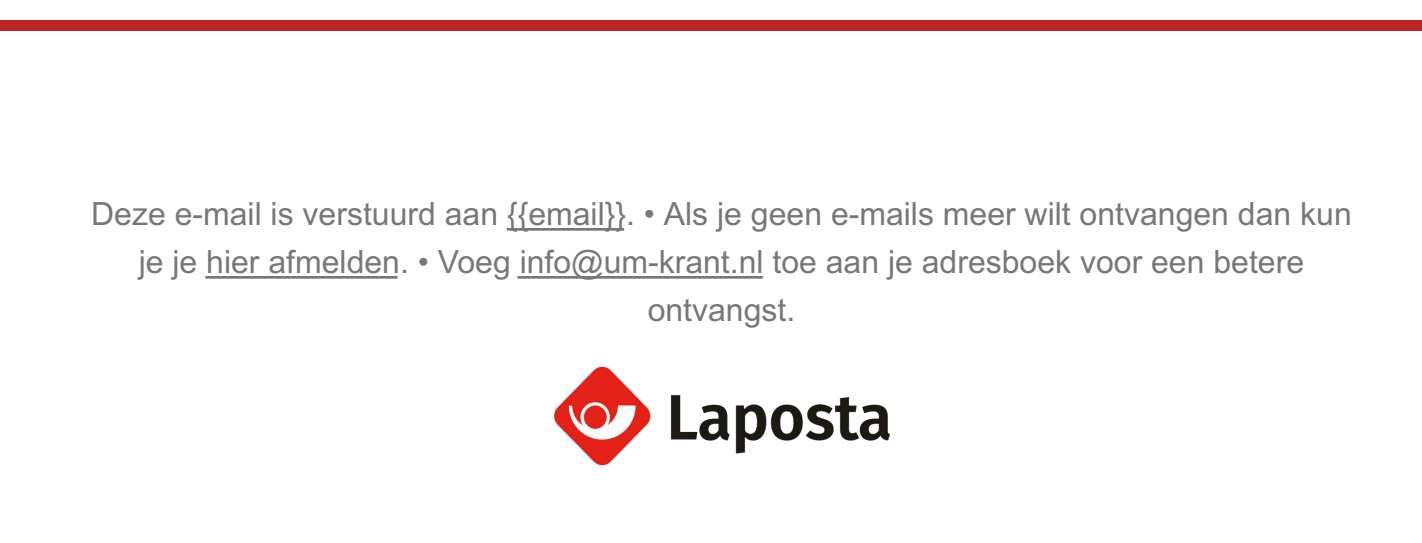 Deze e-mail is verstuurd aan {{email}}. • Als je geen e-mails meer wilt ontvangen dan kun
je je hier afmelden. • Voeg info@um-krant.nl toe aan je adresboek voor een betere
ontvangst.
Laposta